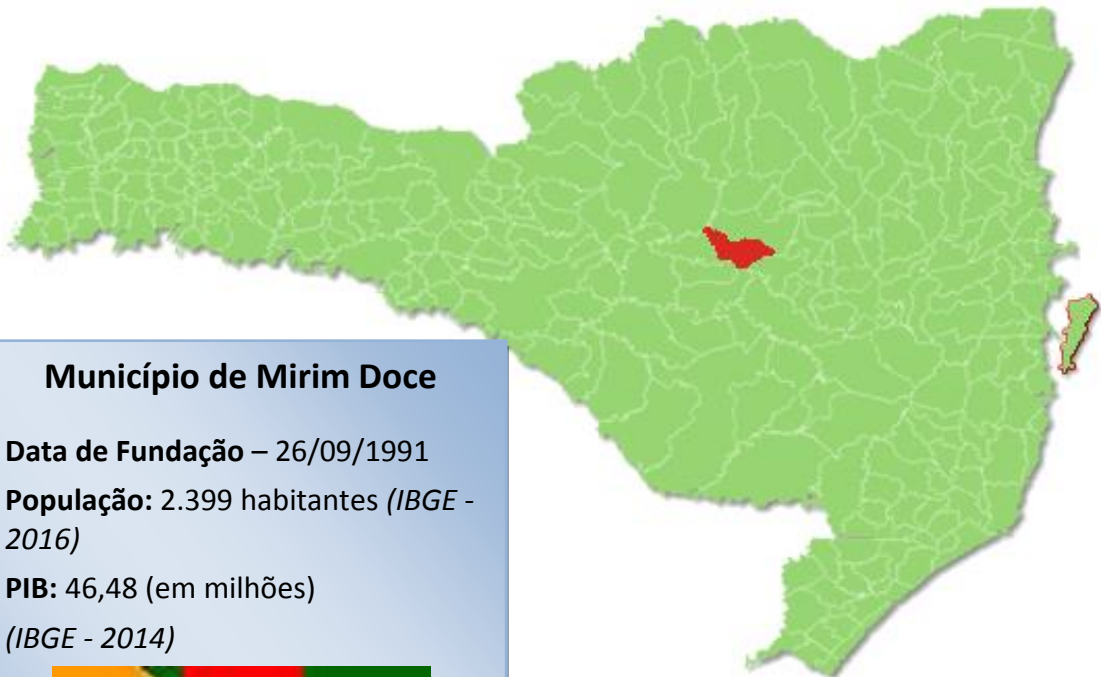 Município de Mirim Doce
Data de Fundação – 26/09/1991
População: 2.399 habitantes (IBGE -
2016)
PIB: 46,48 (em milhões)
(IBGE - 2014)